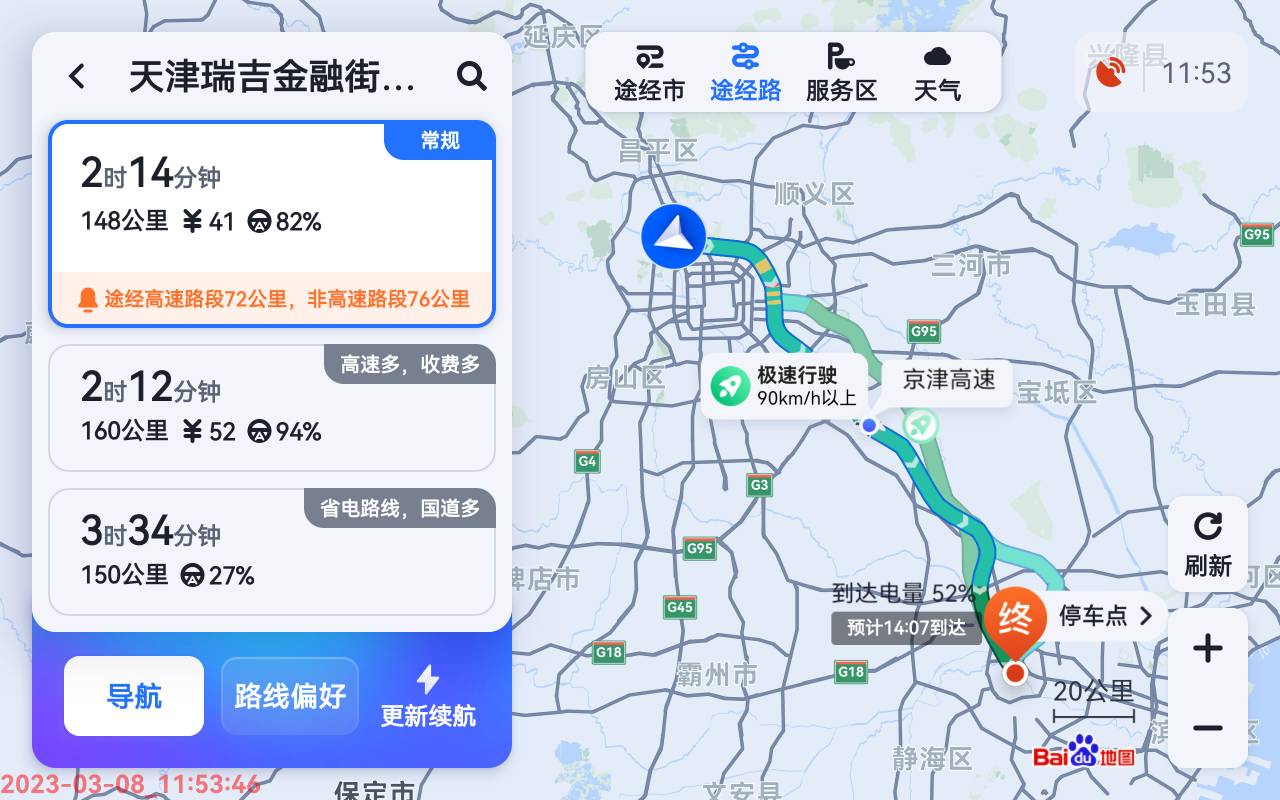 天津瑞吉金融街...
常规
2时14分钟
148公里 ¥ 41 82%
途经高速路段72公里，非高速路段76公里
高速多，收费多
2时12分钟
160公里 ¥ 52 94%
省电路线，国道多
3时34分钟
150公里 27%
导航
路线偏好
更新续航
2023-03-08_11:53:46
途经市
途经路
服务区
天气
11:53
延庆区
兴隆县
昌平区
顺义区
G95
三河市
玉田县
G95
房山区
极速行驶
90km/h以上
京津高速
宝坻区
G4
G3
G95
刷新
碑店市
到达电量 52%
预计14:07到达
终
停车点
G45
G18
霸州市
G18
20公里
静海区
Bai du 地图
保定市
文安县